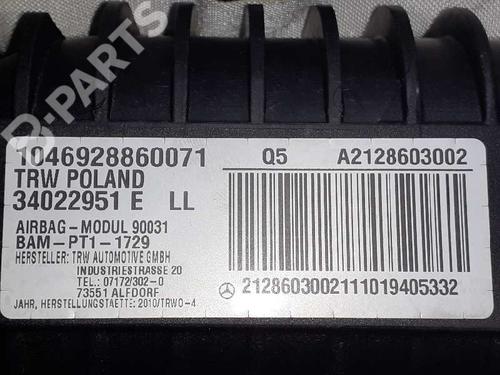 B-PARTS
1046928860071 Q5 A2128603002
TRW POLAND
34022951 E LL
AIRBAG-MODUL 90031
BAM-PT1-1729
HERSTELLER: TRW AUTOMOTIVE GMBH
INDUSTRIESTRASSE 20
TEL.: 07172/302-0
73551 ALFDORF
2128603002111019405332
JAHR, HERSTELLUNGSTAETTE: 2010/TRWO-4